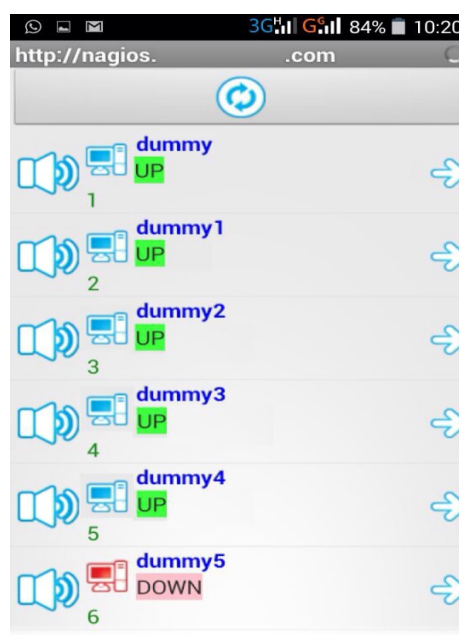 3G H G G 84% 10:20
http://nagios. .com
dummy
UP
1
dummy1
UP
2
dummy2
UP
3
dummy3
UP
4
dummy4
UP
5
dummy5
DOWN
6